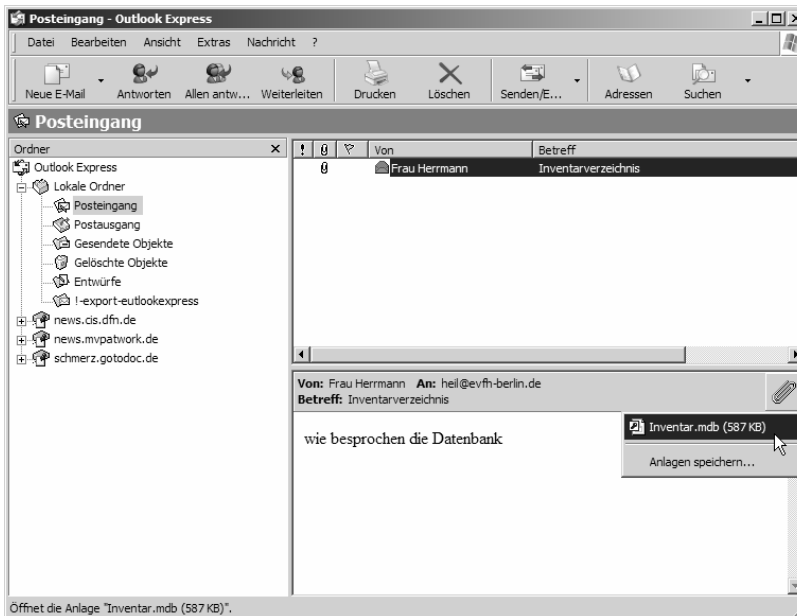 Posteingang - Outlook Express
Datei Bearbeiten Ansicht Extras Nachricht ?
Neue E-Mail Antworten Allen antw... Weiterleiten Drucken Löschen Senden/E... Adressen Suchen
Posteingang
Ordner
Outlook Express
Lokale Ordner
Posteingang
Postausgang
Gesendete Objekte
Gelöschte Objekte
Entwürfe
!-export-eutlookexpress
news.cis.dfn.de
news.mvpatwork.de
schmerz.gotodoc.de
! Von Betreff
Frau Herrmann Inventarverzeichnis
Von: Frau Herrmann An: heil@evfh-berlin.de
Betreff: Inventarverzeichnis
Inventar.mdb (587 KB)
Anlagen speichern...
wie besprochen die Datenbank
Öffnet die Anlage "Inventar.mdb (587 KB)".